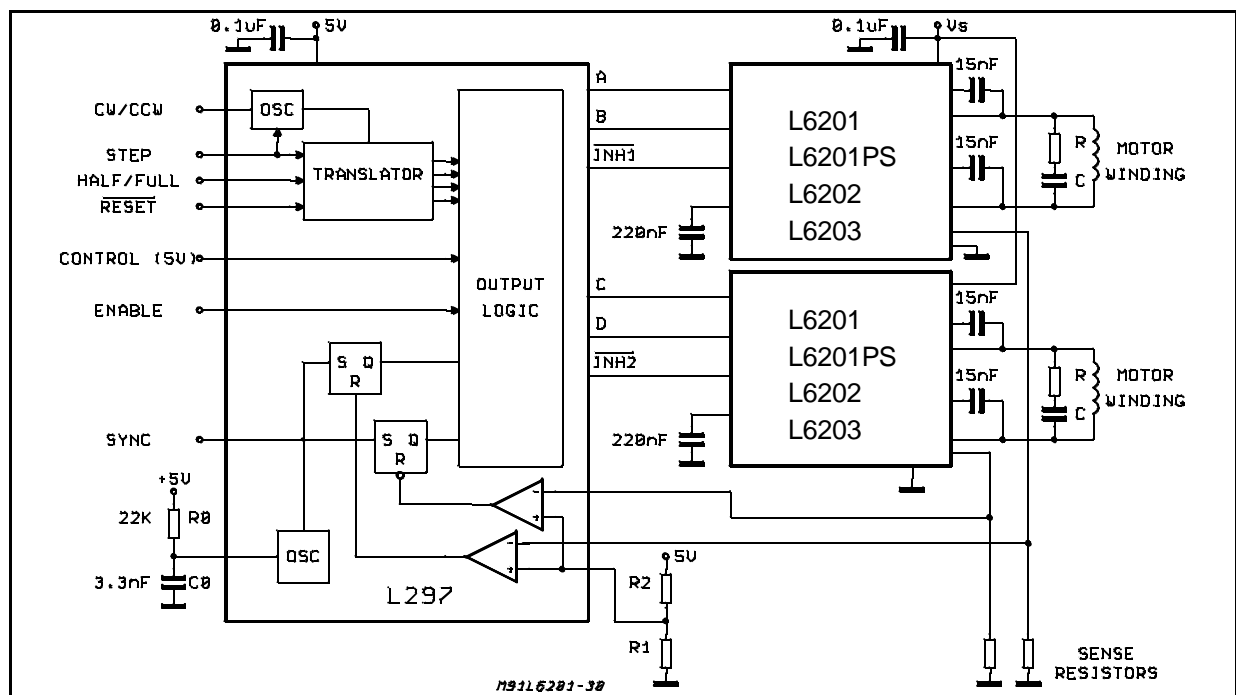 0.1uF
5V
0.1uF
Vs
CW/CCW
OSC
A
15nF
B
L6201
R
MOTOR
STEP
TRANSLATOR
INH1
L6201PS
15nF
C
WINDING
HALF/FULL
L6202
RESET
220nF
L6203
CONTROL (5V)
OUTPUT
LOGIC
C
15nF
ENABLE
D
L6201
R
MOTOR
S Q
R
INH2
L6201PS
15nF
C
WINDING
L6202
SYNC
S Q
R
220nF
L6203
+5V
-
+
22K
R0
OSC
-
+
5V
3.3nF
C0
R2
L297
R1
SENSE
RESISTORS
M91L6201-30